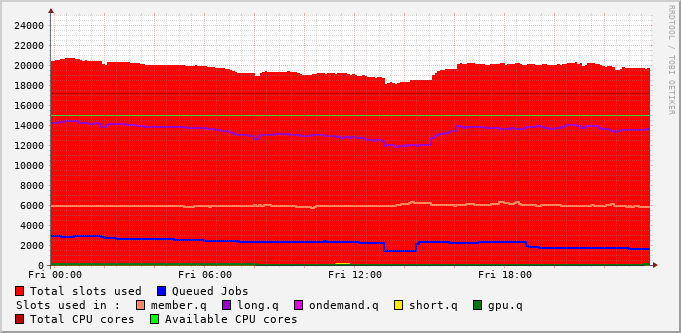 RRDTOOL / TOBI OETIKER
24000
22000
20000
18000
16000
14000
12000
10000
8000
6000
4000
2000
0
Fri 00:00 Fri 06:00 Fri 12:00 Fri 18:00
Total slots used Queued Jobs
Slots used in : member.q long.q ondemand.q short.q gpu.q
Total CPU cores Available CPU cores